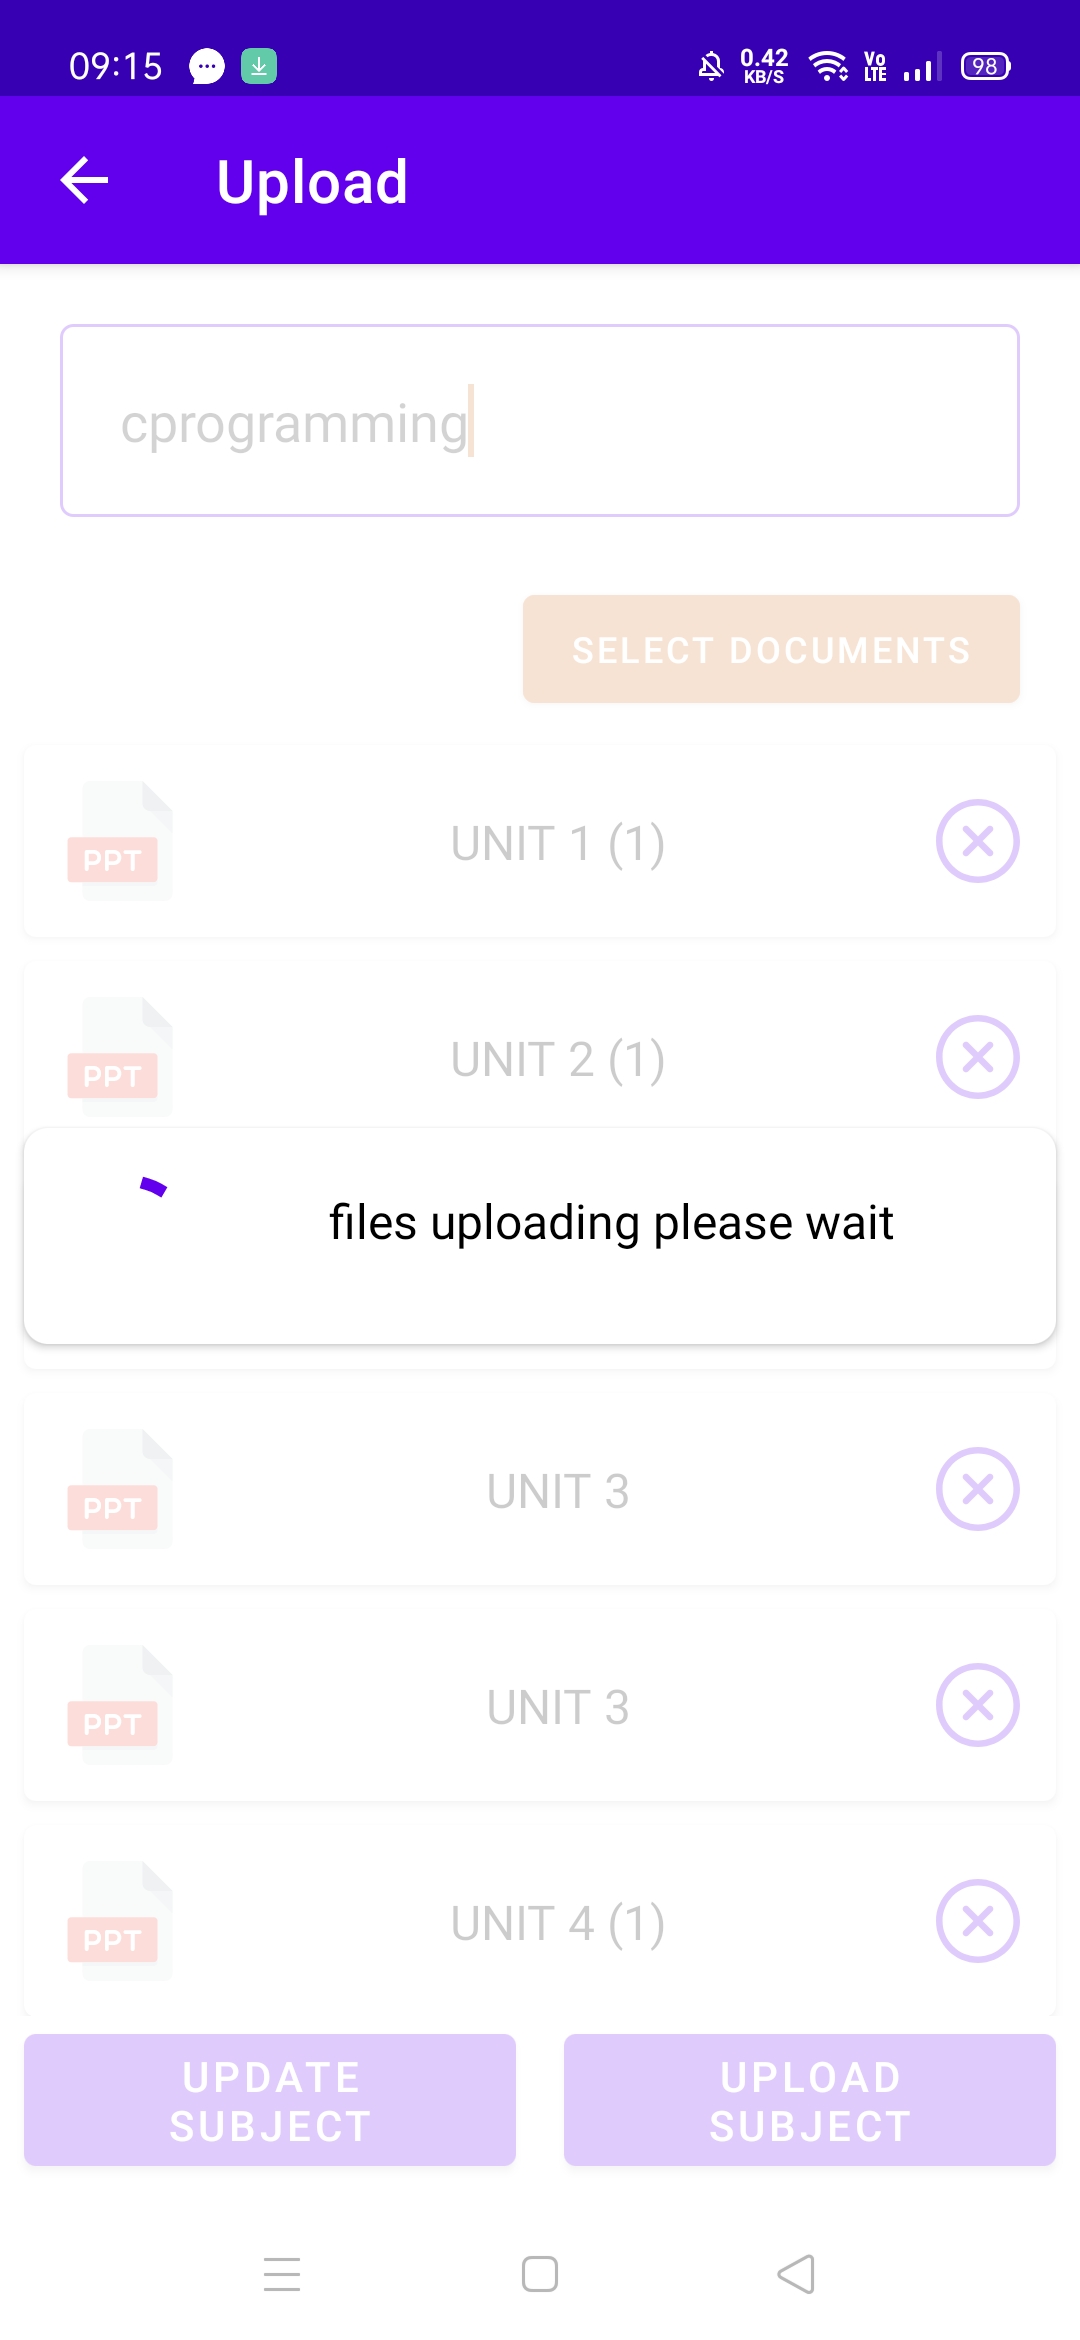 09:15
0.42
KB/S
Vo
LTE
98
Upload
cprogramming
SELECT DOCUMENTS
PPT
UNIT 1 (1)
PPT
UNIT 2 (1)
files uploading please wait
PPT
UNIT 3
PPT
UNIT 3
PPT
UNIT 4 (1)
UPDATE
SUBJECT
UPLOAD
SUBJECT